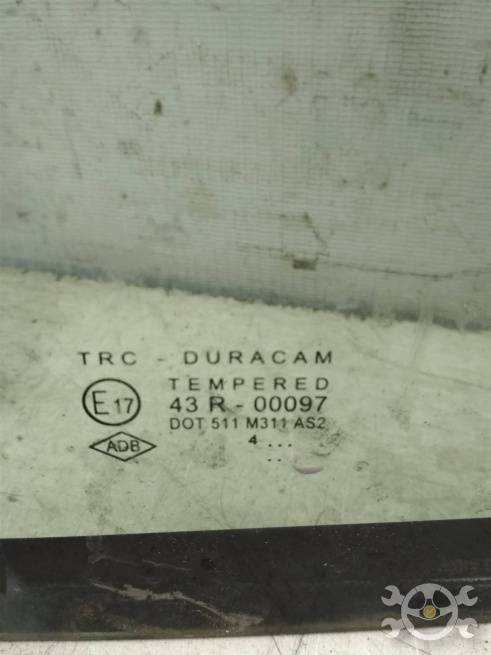 TRC - DURACAM
TEMPERED
E17 43 R - 00097
DOT 511 M311 AS2
ADB 4 ...
..